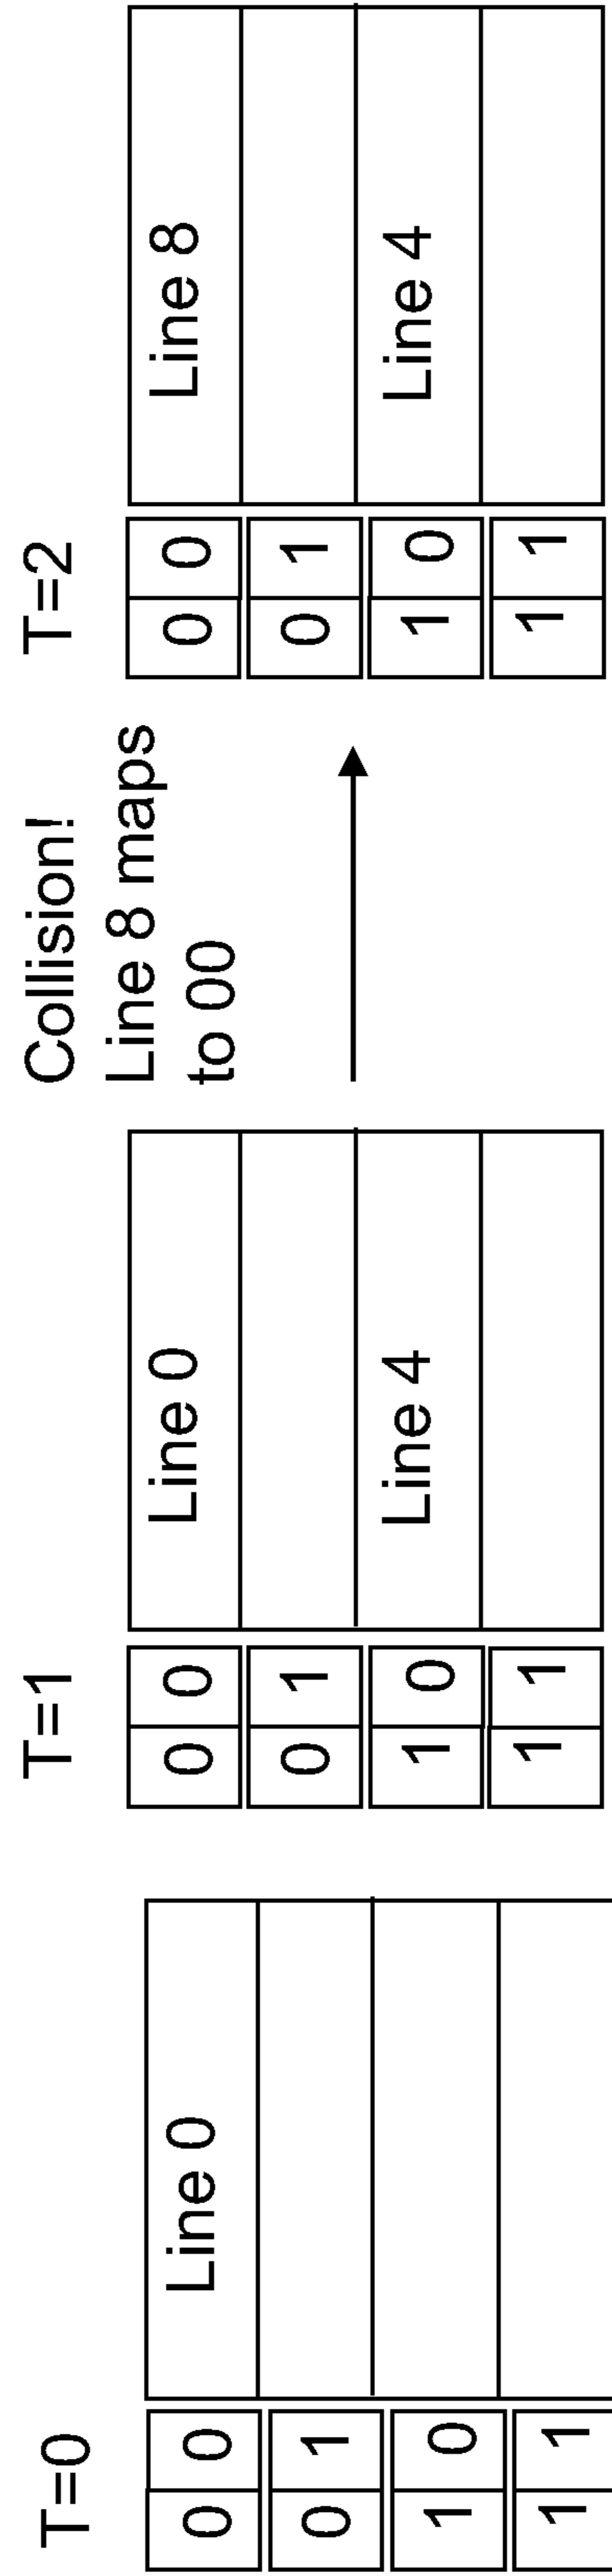 T=0
0 0 Line 0
0 1
1 0
1 1
T=1
0 0 Line 0
0 1
1 0 Line 4
1 1
Collision!
Line 8 maps
to 00
T=2
0 0 Line 8
0 1
1 0 Line 4
1 1